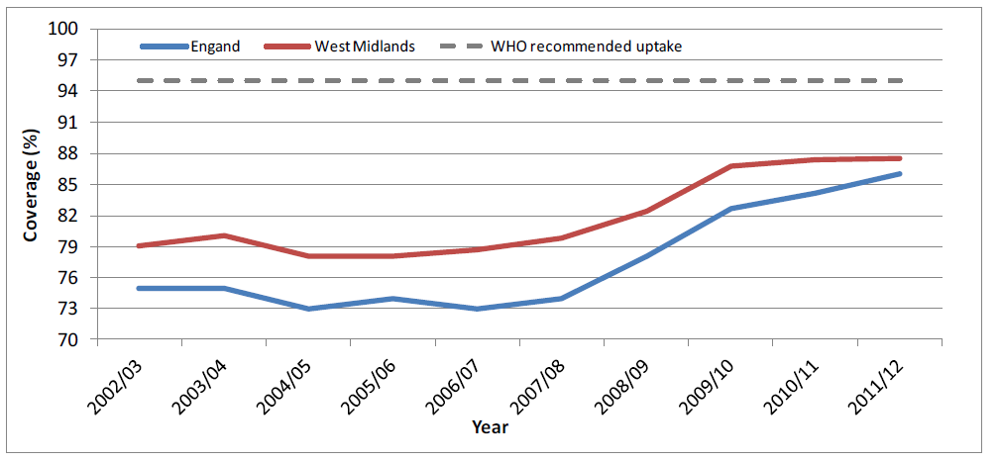 100
Engand West Midlands WHO recommended uptake
97
94
91
88
85
82
79
76
73
70
Coverage (%)
2002/03 2003/04 2004/05 2005/06 2006/07 2007/08 2008/09 2009/10 2010/11 2011/12
Year